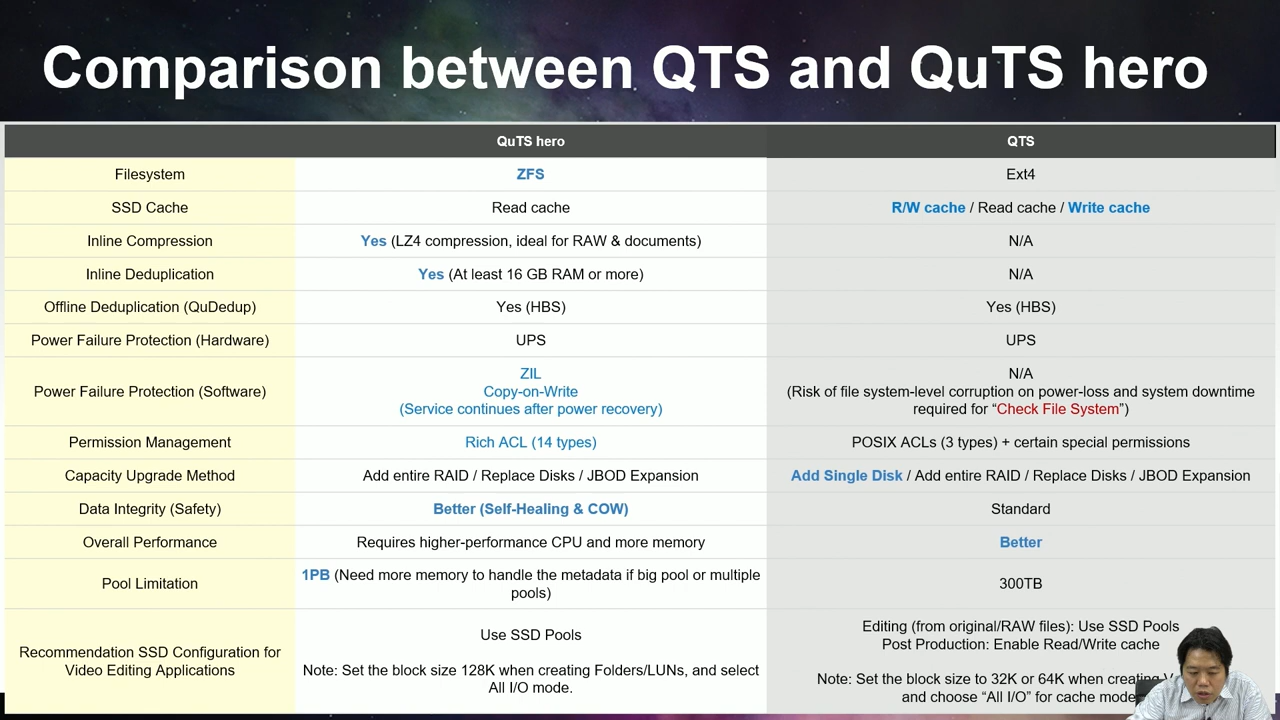 Comparison between QTS and QuTS hero
QuTS hero
QTS
Filesystem
ZFS
Ext4
SSD Cache
Read cache
R/W cache / Read cache / Write cache
Inline Compression
Yes (LZ4 compression, ideal for RAW & documents)
N/A
Inline Deduplication
Yes (At least 16 GB RAM or more)
N/A
Offline Deduplication (QuDedup)
Yes (HBS)
Yes (HBS)
Power Failure Protection (Hardware)
UPS
UPS
Power Failure Protection (Software)
ZIL
Copy-on-Write
(Service continues after power recovery)
N/A
(Risk of file system-level corruption on power-loss and system downtime
required for “Check File System”)
Permission Management
Rich ACL (14 types)
POSIX ACLs (3 types) + certain special permissions
Capacity Upgrade Method
Add entire RAID / Replace Disks / JBOD Expansion
Add Single Disk / Add entire RAID / Replace Disks / JBOD Expansion
Data Integrity (Safety)
Better (Self-Healing & COW)
Standard
Overall Performance
Requires higher-performance CPU and more memory
Better
Pool Limitation
1PB (Need more memory to handle the metadata if big pool or multiple
pools)
300TB
Recommendation SSD Configuration for
Video Editing Applications
Use SSD Pools
Note: Set the block size 128K when creating Folders/LUNs, and select
All I/O mode.
Editing (from original/RAW files): Use SSD Pools
Post Production: Enable Read/Write cache
Note: Set the block size to 32K or 64K when creating
and choose “All I/O” for cache mode